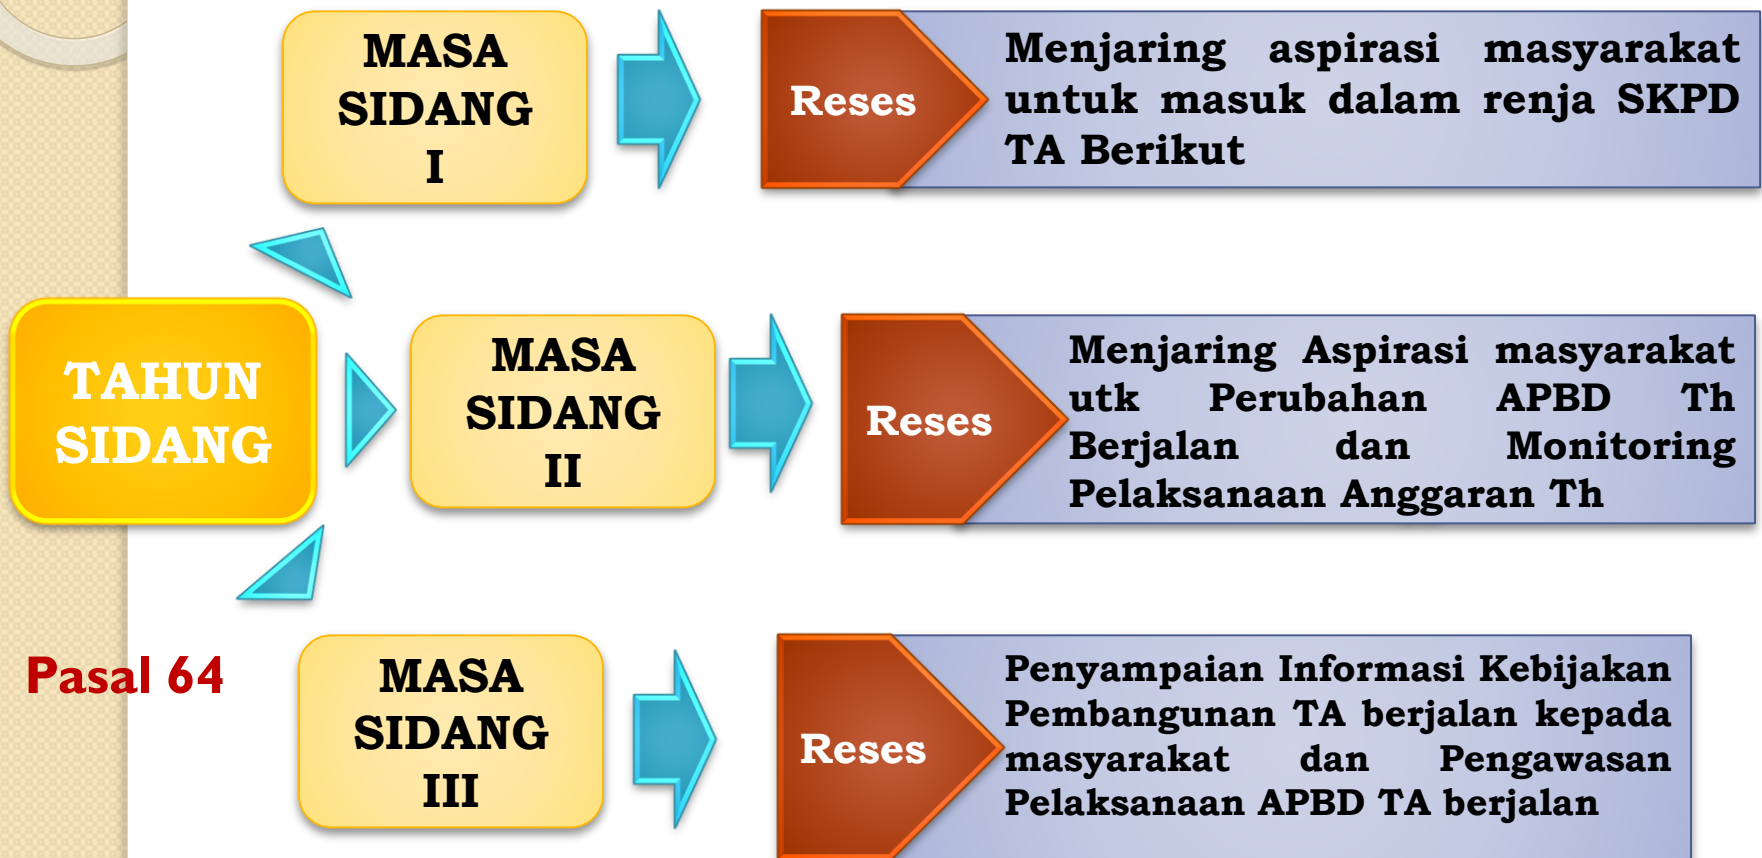 MASA
SIDANG
I
Reses
Menjaring aspirasi masyarakat
untuk masuk dalam renja SKPD
TA Berikut
TAHUN
SIDANG
MASA
SIDANG
II
Reses
Menjaring Aspirasi masyarakat
utk Perubahan APBD Th
Berjalan dan Monitoring
Pelaksanaan Anggaran Th
Pasal 64
MASA
SIDANG
III
Reses
Penyampaian Informasi Kebijakan
Pembangunan TA berjalan kepada
masyarakat dan Pengawasan
Pelaksanaan APBD TA berjalan